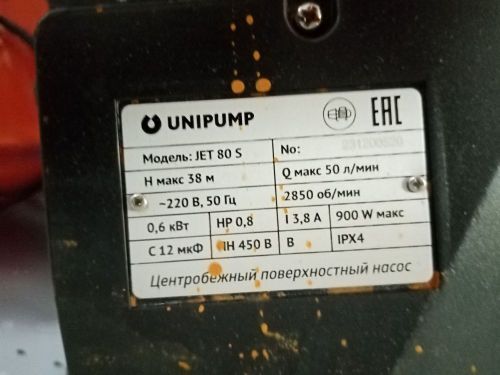 UNIPUMP EAC
Модель: JET 80 S No: 231200520
H макс 38 м Q макс 50 л/мин
~220 В, 50 Гц 2850 об/мин
0,6 кВт HP 0,8 I 3,8 А 900 W макс
C 12 мкФ IH 450 В B IPX4
Центробежный поверхностный насос